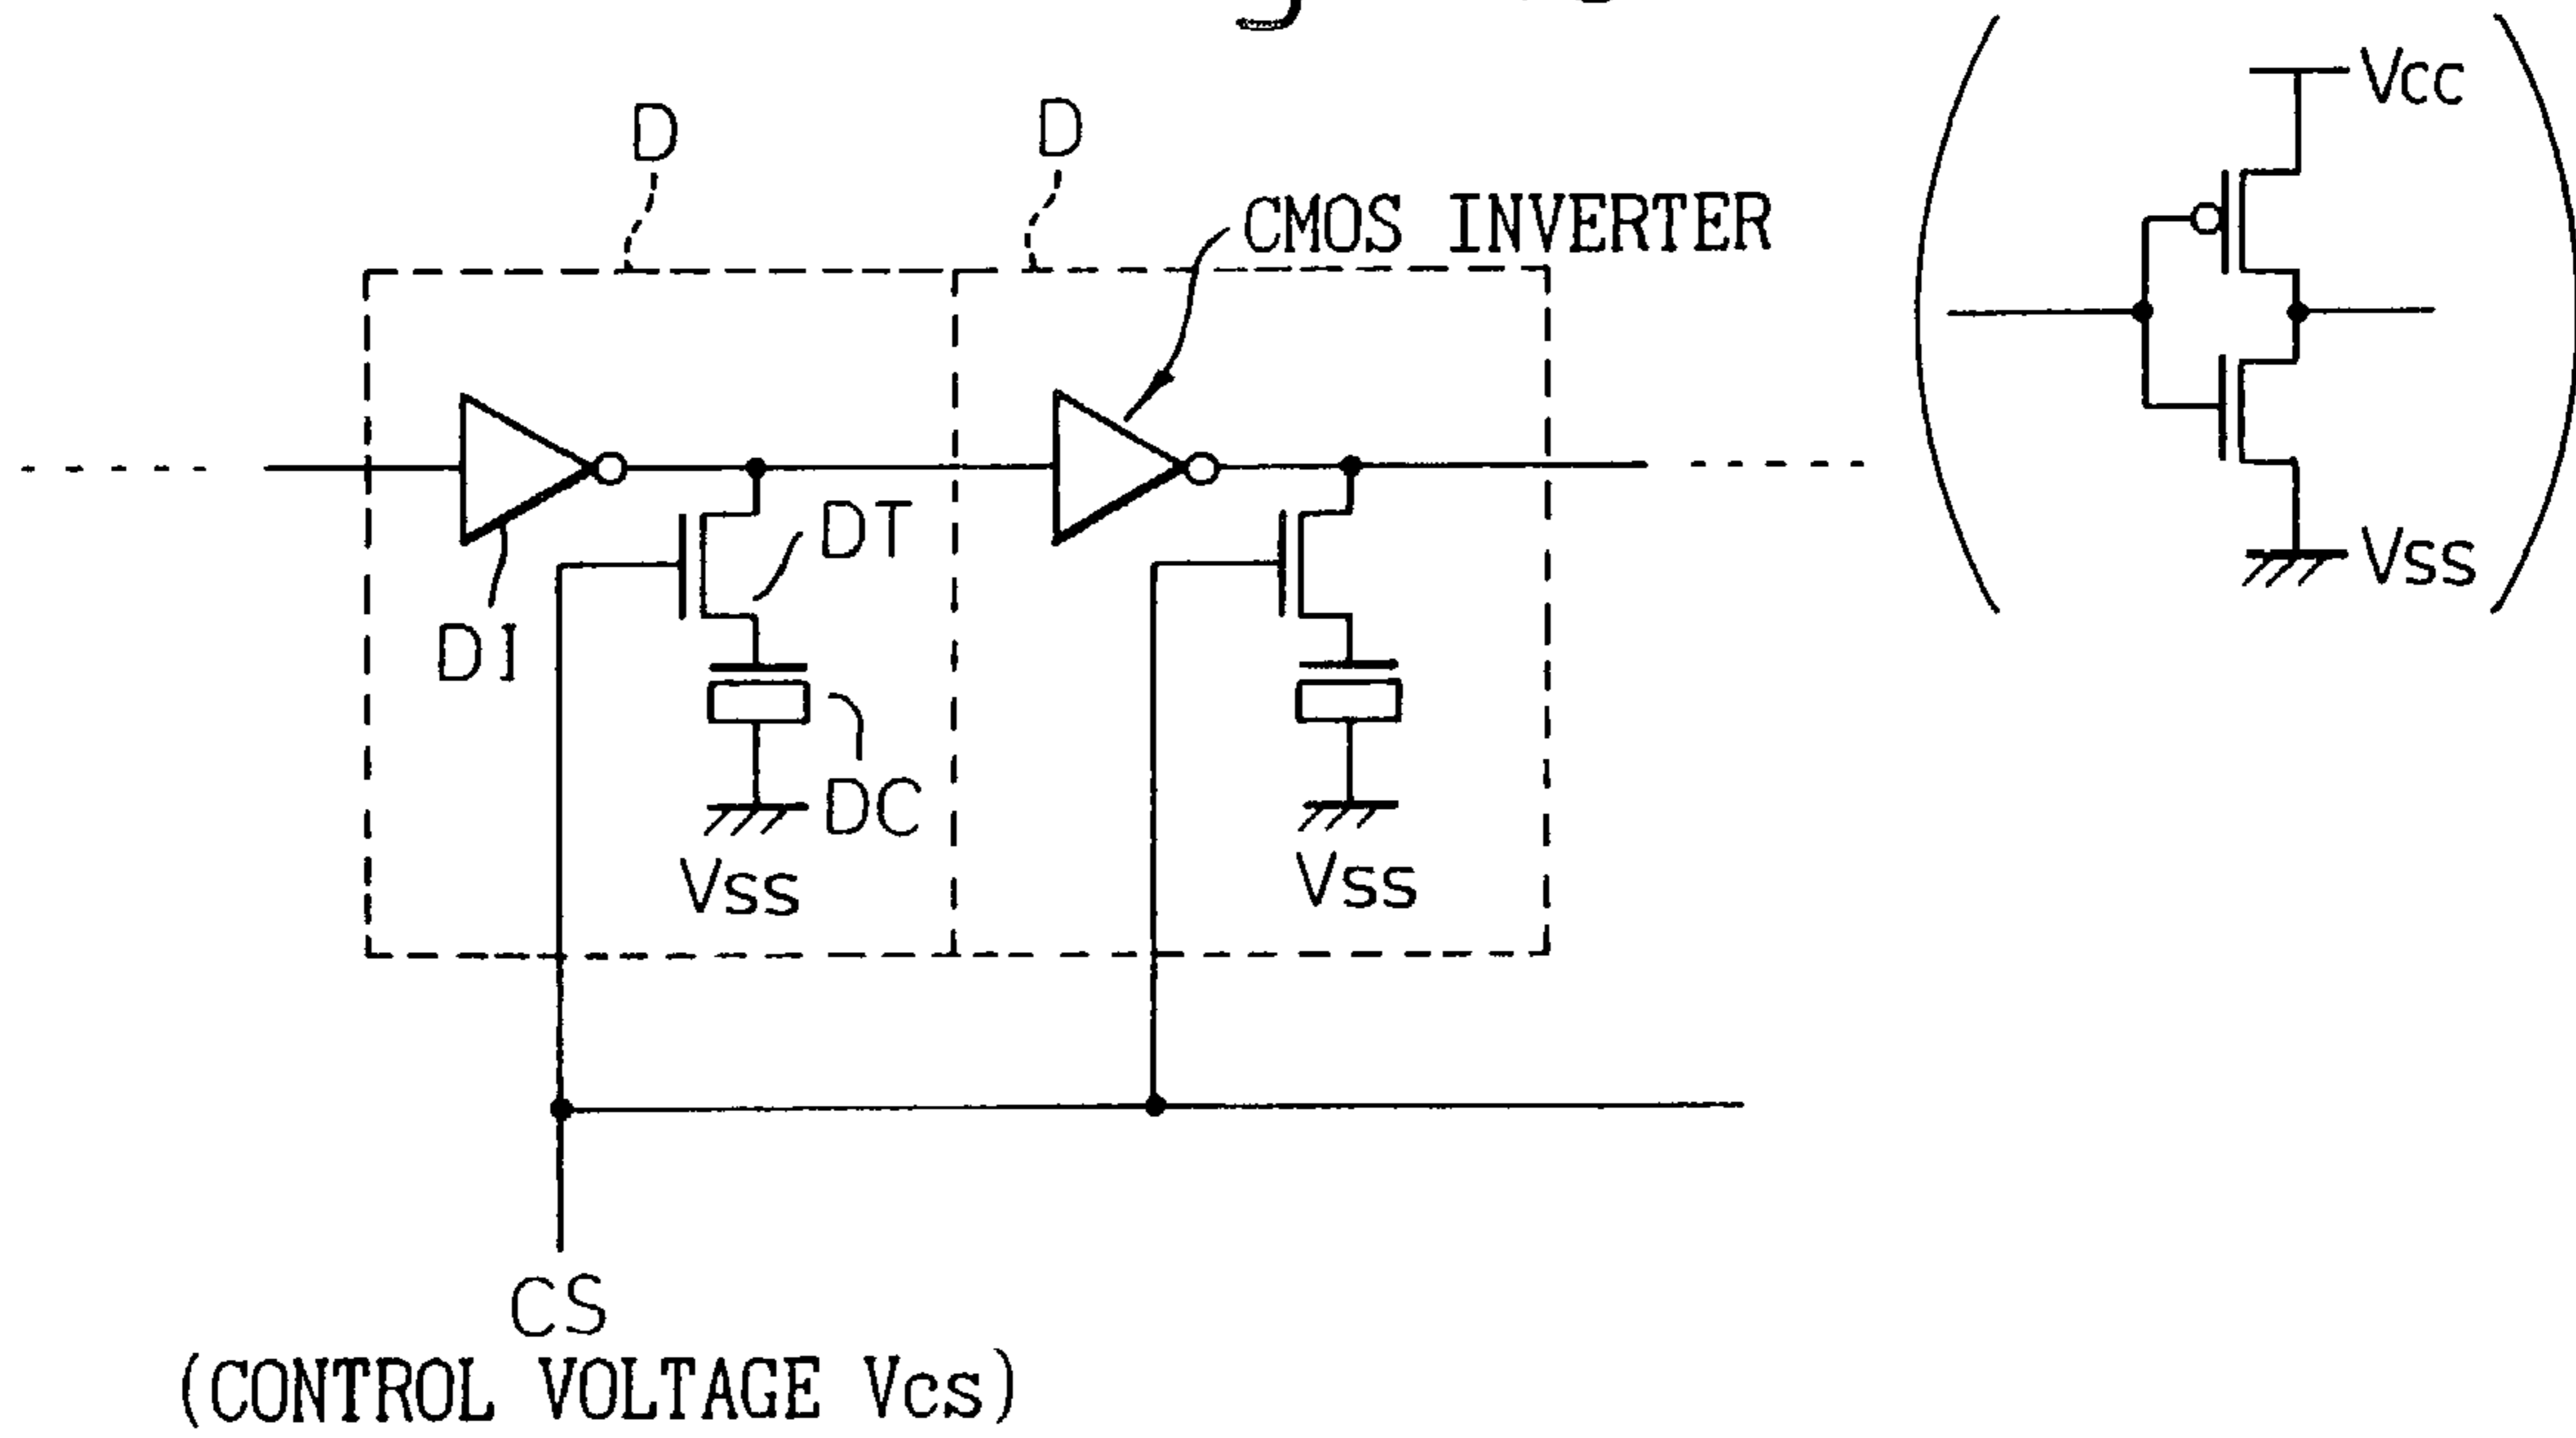 D
D
CMOS INVERTER
Vcc
Vss
DT
DI
DC
Vss
Vss
CS
(CONTROL VOLTAGE Vcs)